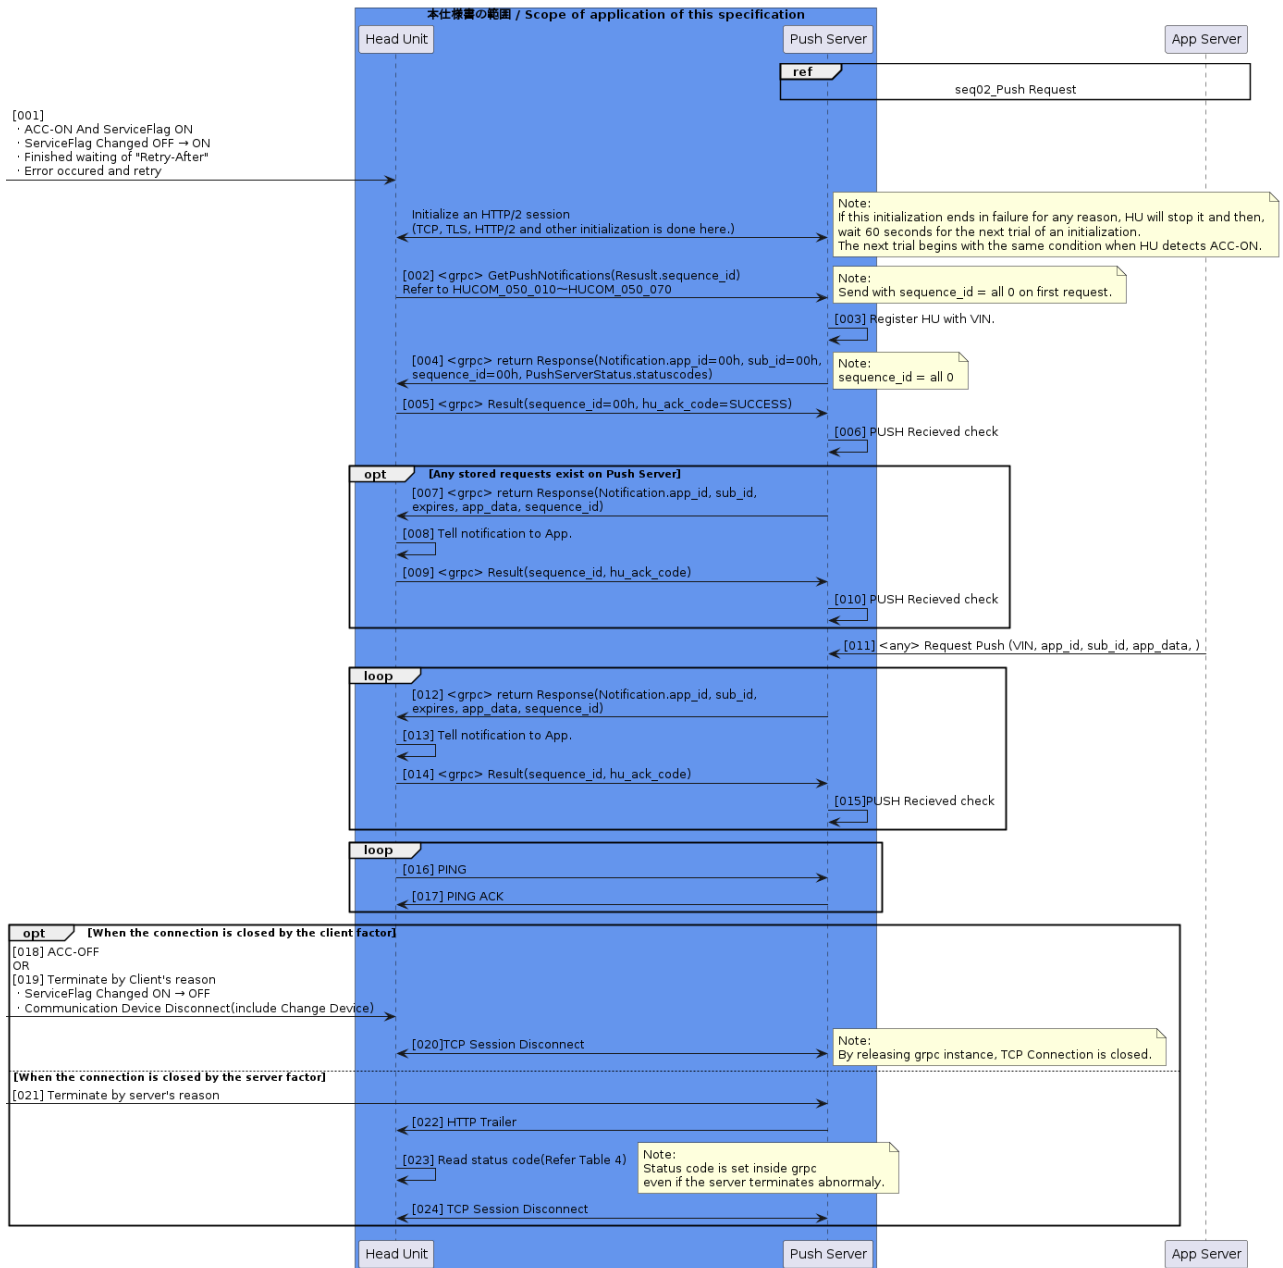 本仕様書の範囲 / Scope of application of this specification
Head Unit
Push Server
App Server
ref
seq02_Push Request
[001]
・ACC-ON And ServiceFlag ON
・ServiceFlag Changed OFF → ON
・Finished waiting of "Retry-After"
・Error occured and retry
Initialize an HTTP/2 session
(TCP, TLS, HTTP/2 and other initialization is done here.)
Note:
If this initialization ends in failure for any reason, HU will stop it and then,
wait 60 seconds for the next trial of an initialization.
The next trial begins with the same condition when HU detects ACC-ON.
[002] <grpc> GetPushNotifications(Resuslt.sequence_id)
Refer to HUCOM_050_010～HUCOM_050_070
Note:
Send with sequence_id = all 0 on first request.
[003] Register HU with VIN.
[004] <grpc> return Response(Notification.app_id=00h, sub_id=00h,
sequence_id=00h, PushServerStatus.statuscodes)
Note:
sequence_id = all 0
[005] <grpc> Result(sequence_id=00h, hu_ack_code=SUCCESS)
[006] PUSH Recieved check
opt
[Any stored requests exist on Push Server]
[007] <grpc> return Response(Notification.app_id, sub_id,
expires, app_data, sequence_id)
[008] Tell notification to App.
[009] <grpc> Result(sequence_id, hu_ack_code)
[010] PUSH Recieved check
[011] <any> Request Push (VIN, app_id, sub_id, app_data, )
loop
[012] <grpc> return Response(Notification.app_id, sub_id,
expires, app_data, sequence_id)
[013] Tell notification to App.
[014] <grpc> Result(sequence_id, hu_ack_code)
[015]PUSH Recieved check
loop
[016] PING
[017] PING ACK
opt
[When the connection is closed by the client factor]
[018] ACC-OFF
OR
[019] Terminate by Client's reason
・ServiceFlag Changed ON → OFF
・Communication Device Disconnect(include Change Device)
[020]TCP Session Disconnect
Note:
By releasing grpc instance, TCP Connection is closed.
[When the connection is closed by the server factor]
[021] Terminate by server's reason
[022] HTTP Trailer
[023] Read status code(Refer Table 4)
Note:
Status code is set inside grpc
even if the server terminates abnormaly.
[024] TCP Session Disconnect
Head Unit
Push Server
App Server